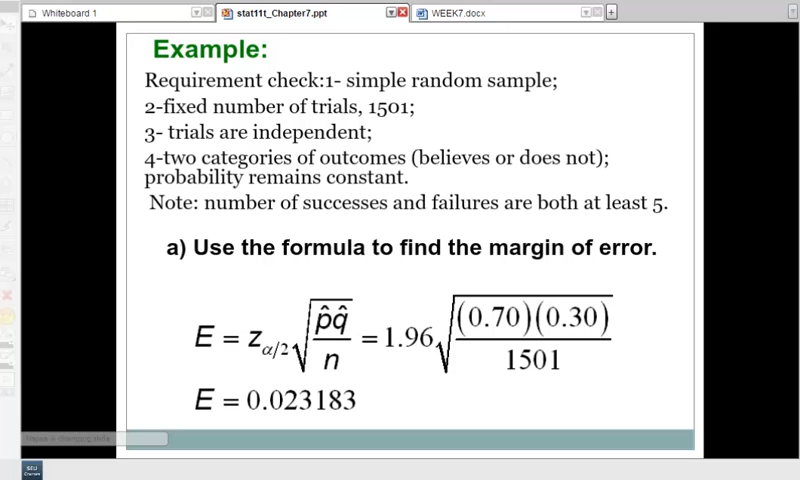 Whiteboard 1
stat11t_Chapter7.ppt
WEEK7.docx
Example:
Requirement check:1- simple random sample;
2-fixed number of trials, 1501;
3- trials are independent;
4-two categories of outcomes (believes or does not);
probability remains constant.
Note: number of successes and failures are both at least 5.
a) Use the formula to find the margin of error.
E = z_{α/2} √(p̂q̂/n) = 1.96 √((0.70)(0.30)/1501)
E = 0.023183
SEU